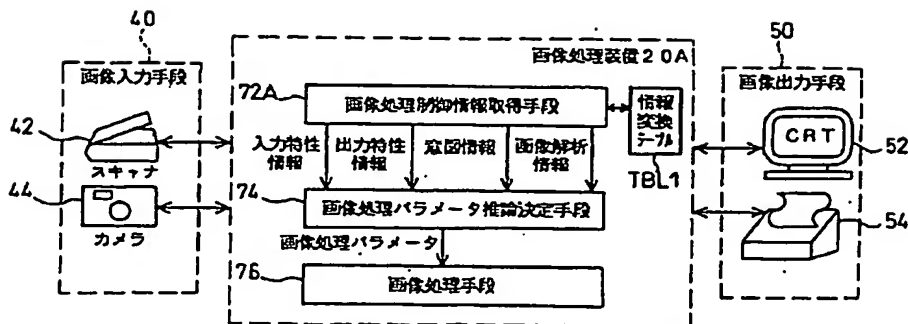 40
画像入力手段
42
スキャナ
44
カメラ
画像処理装置20A
72A
画像処理制御情報取得手段
情報
変換
テーブル
TBL1
入力特性
情報
出力特性
情報
意図情報
画像解析
情報
74
画像処理パラメータ推論決定手段
画像処理パラメータ
76
画像処理手段
50
画像出力手段
CRT
52
54